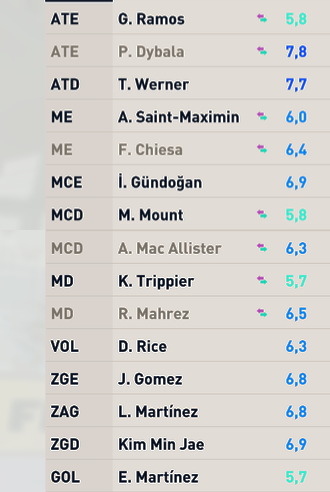 ATE G. Ramos 5,8
ATE P. Dybala 7,8
ATD T. Werner 7,7
ME A. Saint-Maximin 6,0
ME F. Chiesa 6,4
MCE İ. Gündoğan 6,9
MCD M. Mount 5,8
MCD A. Mac Allister 6,3
MD K. Trippier 5,7
MD R. Mahrez 6,5
VOL D. Rice 6,3
ZGE J. Gomez 6,8
ZAG L. Martínez 6,8
ZGD Kim Min Jae 6,9
GOL E. Martínez 5,7